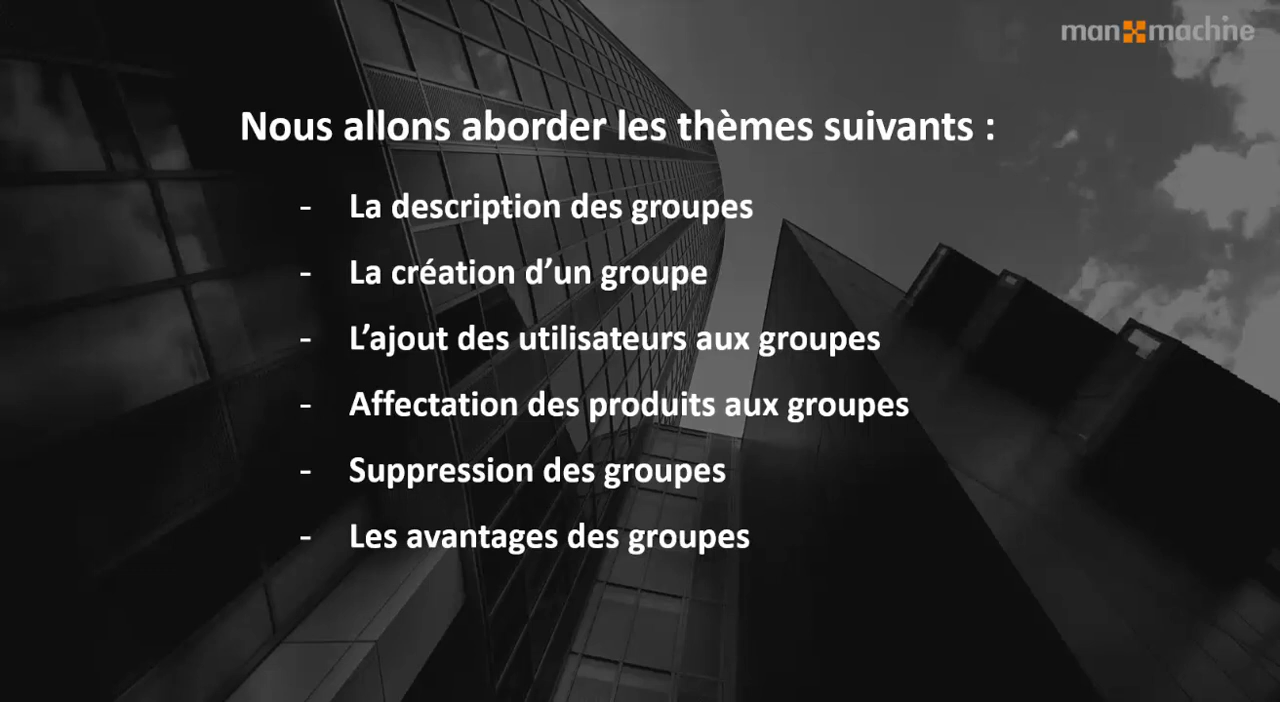 man machine
Nous allons aborder les thèmes suivants :
- La description des groupes
- La création d’un groupe
- L’ajout des utilisateurs aux groupes
- Affectation des produits aux groupes
- Suppression des groupes
- Les avantages des groupes